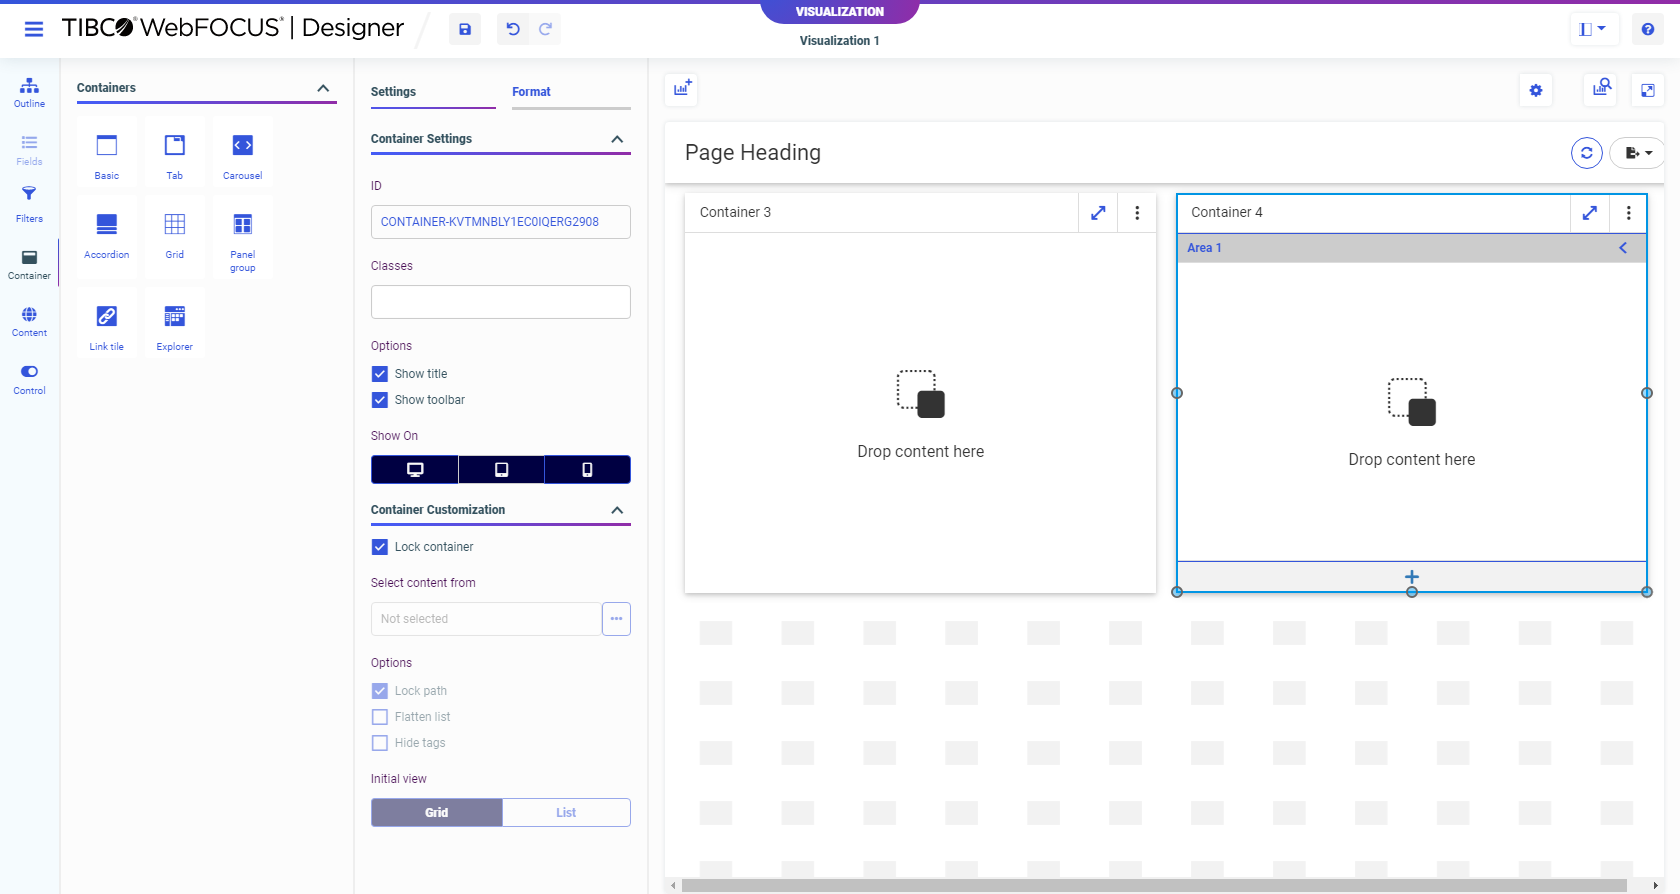 TIBCO® WebFOCUS® | Designer
VISUALIZATION
Visualization 1
Outline
Fields
Filters
Container
Content
Control
Containers
Basic
Tab
Carousel
Accordion
Grid
Panel
group
Link tile
Explorer
Settings
Format
Container Settings
ID
CONTAINER-KVTMNBLY1EC0IQERG2908
Classes
Options
Show title
Show toolbar
Show On
Container Customization
Lock container
Select content from
Not selected
Options
Lock path
Flatten list
Hide tags
Initial view
Grid
List
Page Heading
Container 3
Drop content here
Container 4
Area 1
Drop content here